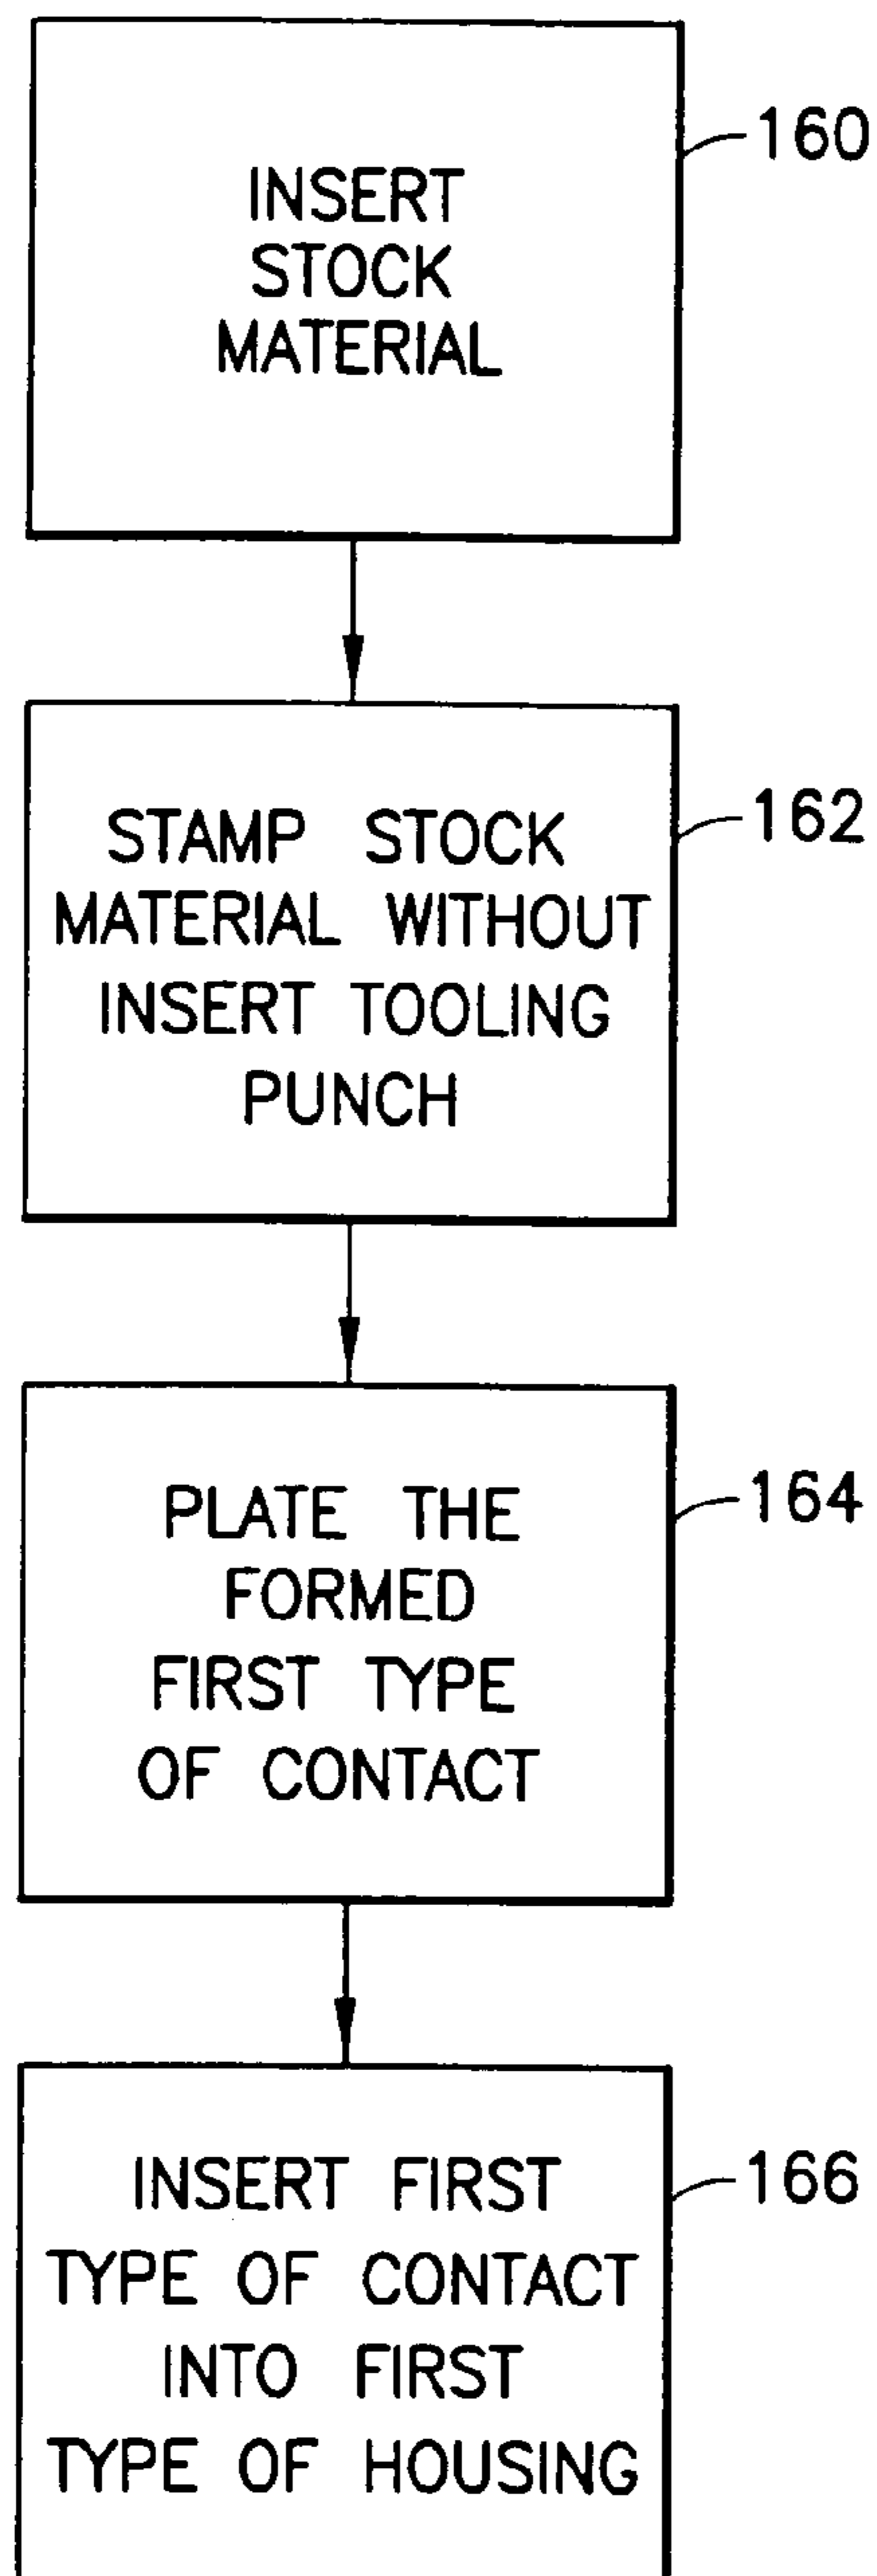 INSERT
STOCK
MATERIAL
160
STAMP STOCK
MATERIAL WITHOUT
INSERT TOOLING
PUNCH
162
PLATE THE
FORMED
FIRST TYPE
OF CONTACT
164
INSERT FIRST
TYPE OF CONTACT
INTO FIRST
TYPE OF HOUSING
166